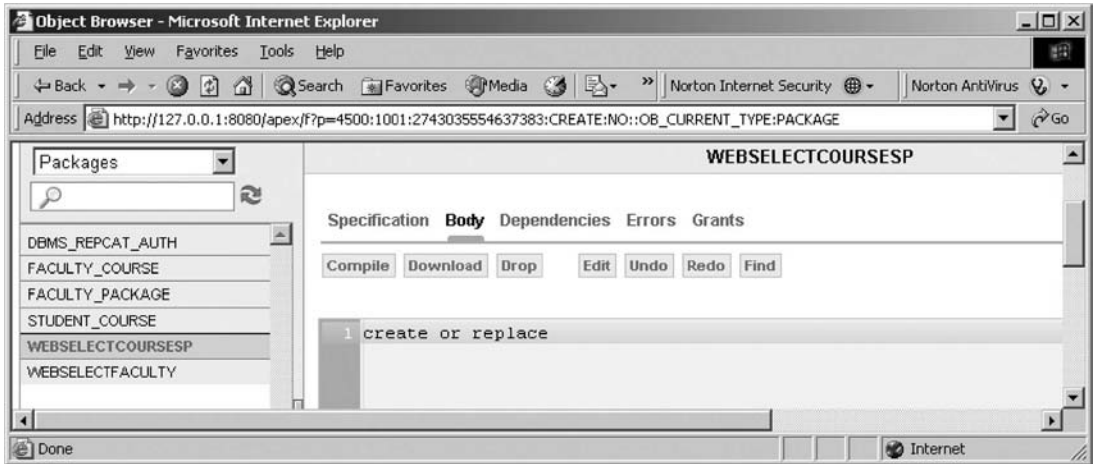 Object Browser - Microsoft Internet Explorer
File Edit View Favorites Tools Help
Back Search Favorites Media » Norton Internet Security Norton AntiVirus
Address http://127.0.0.1:8080/apex/f?p=4500:1001:2743035554637383:CREATE:NO::OB_CURRENT_TYPE:PACKAGE Go
Packages
WEBSELECTCOURSESP
Specification Body Dependencies Errors Grants
DBMS_REPCAT_AUTH
FACULTY_COURSE
FACULTY_PACKAGE
STUDENT_COURSE
WEBSELECTCOURSESP
WEBSELECTFACULTY
Compile Download Drop Edit Undo Redo Find
1 create or replace
Done Internet